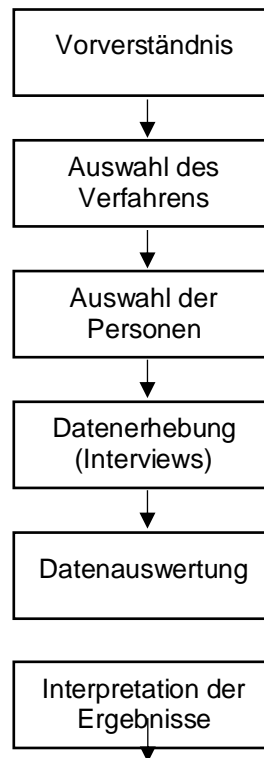 Vorverständnis
Auswahl des
Verfahrens
Auswahl der
Personen
Datenerhebung
(Interviews)
Datenauswertung
Interpretation der
Ergebnisse